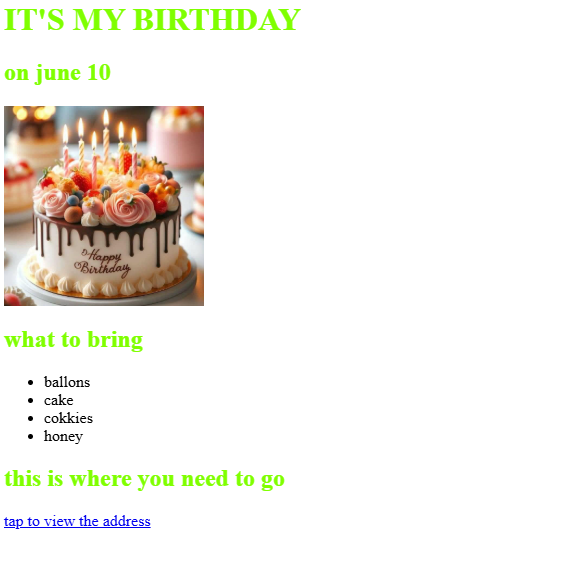 IT'S MY BIRTHDAY
on june 10
Happy
Birthday
what to bring
ballons
cake
cokkies
honey
this is where you need to go
tap to view the address